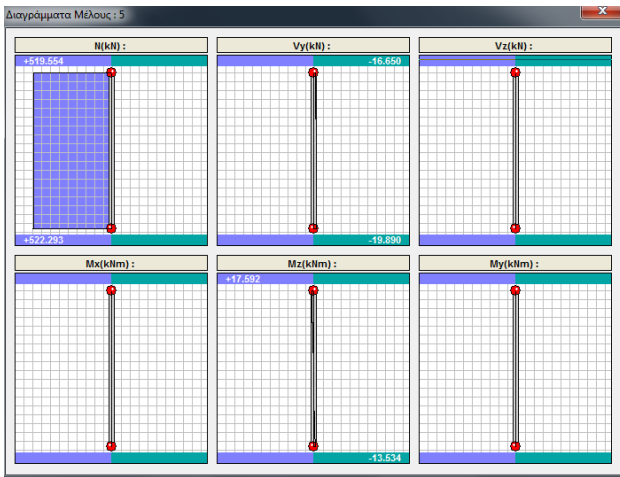 Διαγράμματα Μέλους : 5
N(kN) :
Vy(kN) :
Vz(kN) :
+519.554
-16.650
+522.293
-19.890
Mx(kNm) :
Mz(kNm) :
My(kNm) :
+17.592
-13.534